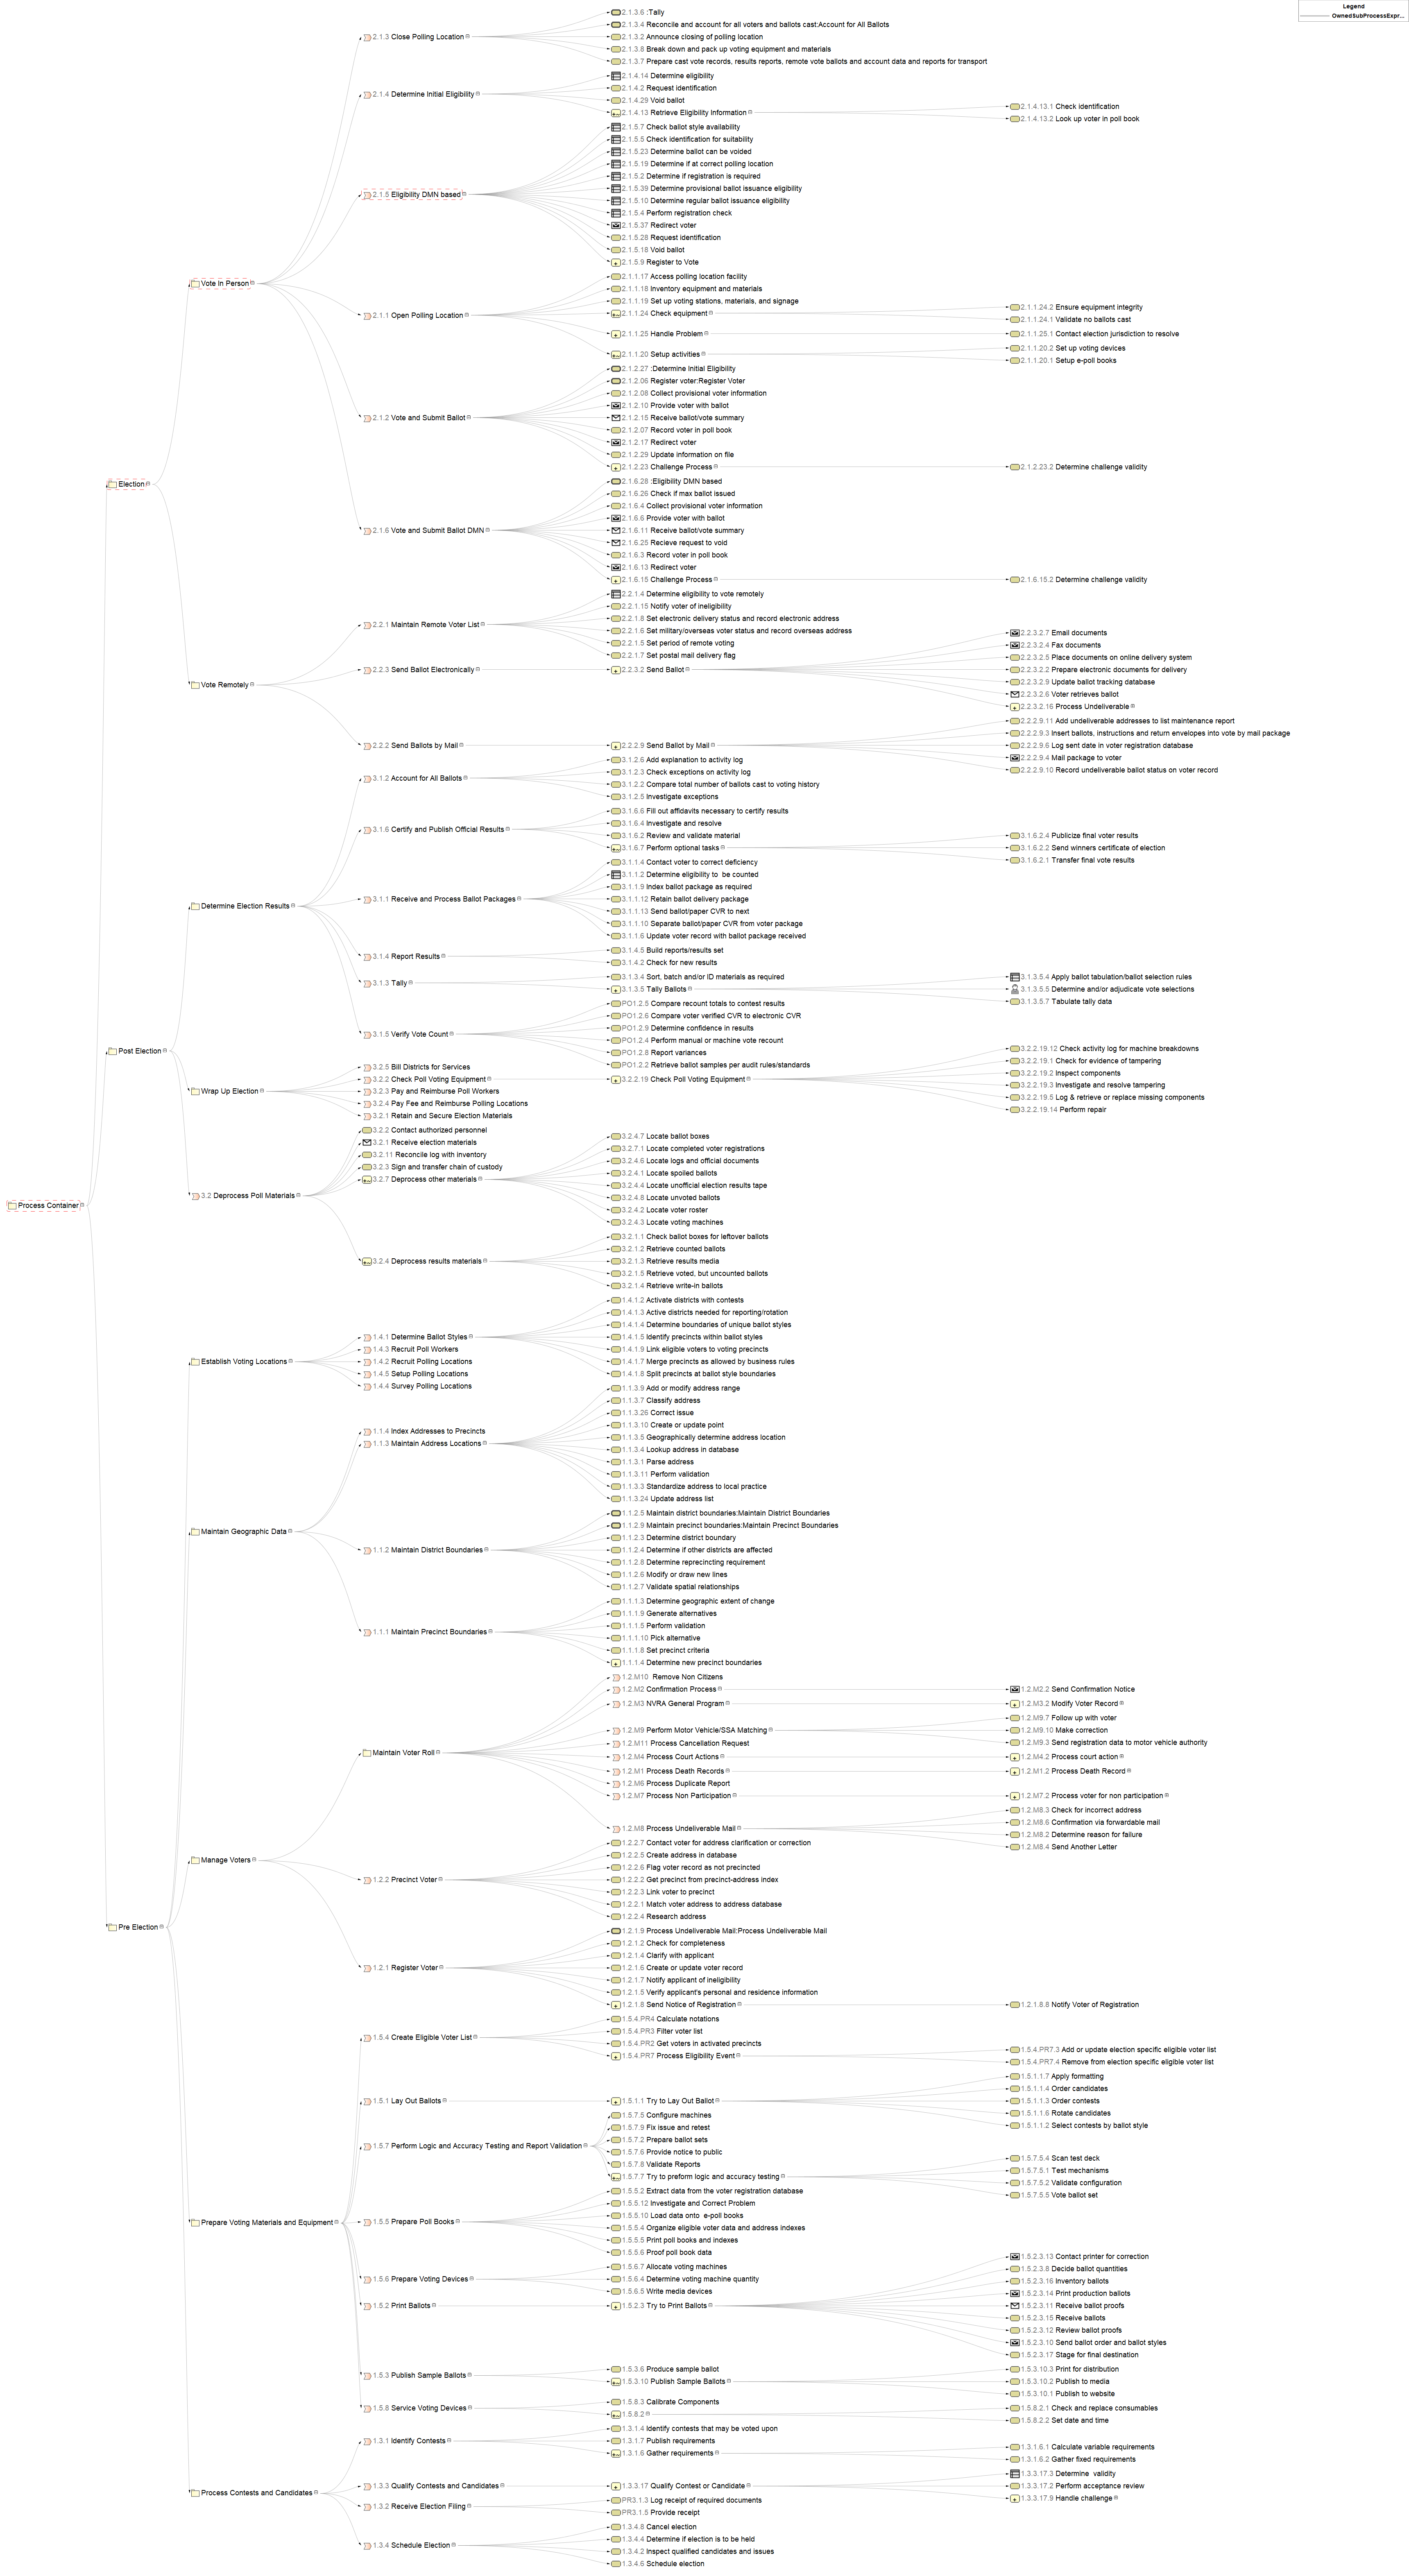 Legend
OwnedSubProcessExpr...
Process Container
Election
Vote In Person
2.1.3 Close Polling Location
2.1.3.6 :Tally
2.1.3.4 Reconcile and account for all voters and ballots cast:Account for All Ballots
2.1.3.2 Announce closing of polling location
2.1.3.8 Break down and pack up voting equipment and materials
2.1.3.7 Prepare cast vote records, results reports, remote vote ballots and account data and reports for transport
2.1.4 Determine Initial Eligibility
2.1.4.14 Determine eligibility
2.1.4.2 Request identification
2.1.4.29 Void ballot
2.1.4.13 Retrieve Eligibility Information
2.1.4.13.1 Check identification
2.1.4.13.2 Look up voter in poll book
2.1.5 Eligibility DMN based
2.1.5.7 Check ballot style availability
2.1.5.5 Check identification for suitability
2.1.5.23 Determine ballot can be voided
2.1.5.19 Determine if at correct polling location
2.1.5.2 Determine if registration is required
2.1.5.39 Determine provisional ballot issuance eligibility
2.1.5.10 Determine regular ballot issuance eligibility
2.1.5.4 Perform registration check
2.1.5.37 Redirect voter
2.1.5.28 Request identification
2.1.5.18 Void ballot
2.1.5.9 Register to Vote
2.1.1 Open Polling Location
2.1.1.17 Access polling location facility
2.1.1.18 Inventory equipment and materials
2.1.1.19 Set up voting stations, materials, and signage
2.1.1.24 Check equipment
2.1.1.24.2 Ensure equipment integrity
2.1.1.24.1 Validate no ballots cast
2.1.1.25 Handle Problem
2.1.1.25.1 Contact election jurisdiction to resolve
2.1.1.20 Setup activities
2.1.1.20.2 Set up voting devices
2.1.1.20.1 Setup e-poll books
2.1.2 Vote and Submit Ballot
2.1.2.27 :Determine Initial Eligibility
2.1.2.06 Register voter:Register Voter
2.1.2.08 Collect provisional voter information
2.1.2.10 Provide voter with ballot
2.1.2.15 Receive ballot/vote summary
2.1.2.07 Record voter in poll book
2.1.2.17 Redirect voter
2.1.2.29 Update information on file
2.1.2.23 Challenge Process
2.1.2.23.2 Determine challenge validity
2.1.6 Vote and Submit Ballot DMN
2.1.6.28 :Eligibility DMN based
2.1.6.26 Check if max ballot issued
2.1.6.4 Collect provisional voter information
2.1.6.6 Provide voter with ballot
2.1.6.11 Receive ballot/vote summary
2.1.6.25 Recieve request to void
2.1.6.3 Record voter in poll book
2.1.6.13 Redirect voter
2.1.6.15 Challenge Process
2.1.6.15.2 Determine challenge validity
Vote Remotely
2.2.1 Maintain Remote Voter List
2.2.1.4 Determine eligibility to vote remotely
2.2.1.15 Notify voter of ineligibility
2.2.1.8 Set electronic delivery status and record electronic address
2.2.1.6 Set military/overseas voter status and record overseas address
2.2.1.5 Set period of remote voting
2.2.1.7 Set postal mail delivery flag
2.2.3 Send Ballot Electronically
2.2.3.2 Send Ballot
2.2.3.2.7 Email documents
2.2.3.2.4 Fax documents
2.2.3.2.5 Place documents on online delivery system
2.2.3.2.2 Prepare electronic documents for delivery
2.2.3.2.9 Update ballot tracking database
2.2.3.2.6 Voter retrieves ballot
2.2.3.2.16 Process Undeliverable
2.2.2 Send Ballots by Mail
2.2.2.9 Send Ballot by Mail
2.2.2.9.11 Add undeliverable addresses to list maintenance report
2.2.2.9.3 Insert ballots, instructions and return envelopes into vote by mail package
2.2.2.9.6 Log sent date in voter registration database
2.2.2.9.4 Mail package to voter
2.2.2.9.10 Record undeliverable ballot status on voter record
Post Election
Determine Election Results
3.1.2 Account for All Ballots
3.1.2.6 Add explanation to activity log
3.1.2.3 Check exceptions on activity log
3.1.2.2 Compare total number of ballots cast to voting history
3.1.2.5 Investigate exceptions
3.1.6 Certify and Publish Official Results
3.1.6.6 Fill out affidavits necessary to certify results
3.1.6.4 Investigate and resolve
3.1.6.2 Review and validate material
3.1.6.7 Perform optional tasks
3.1.6.2.4 Publicize final voter results
3.1.6.2.2 Send winners certificate of election
3.1.6.2.1 Transfer final vote results
3.1.1 Receive and Process Ballot Packages
3.1.1.4 Contact voter to correct deficiency
3.1.1.2 Determine eligibility to  be counted
3.1.1.9 Index ballot package as required
3.1.1.12 Retain ballot delivery package
3.1.1.13 Send ballot/paper CVR to next
3.1.1.10 Separate ballot/paper CVR from voter package
3.1.1.6 Update voter record with ballot package received
3.1.4 Report Results
3.1.4.5 Build reports/results set
3.1.4.2 Check for new results
3.1.3 Tally
3.1.3.4 Sort, batch and/or ID materials as required
3.1.3.5 Tally Ballots
3.1.3.5.4 Apply ballot tabulation/ballot selection rules
3.1.3.5.5 Determine and/or adjudicate vote selections
3.1.3.5.7 Tabulate tally data
3.1.5 Verify Vote Count
PO1.2.5 Compare recount totals to contest results
PO1.2.6 Compare voter verified CVR to electronic CVR
PO1.2.9 Determine confidence in results
PO1.2.4 Perform manual or machine vote recount
PO1.2.8 Report variances
PO1.2.2 Retrieve ballot samples per audit rules/standards
Wrap Up Election
3.2.5 Bill Districts for Services
3.2.2 Check Poll Voting Equipment
3.2.2.19 Check Poll Voting Equipment
3.2.2.19.12 Check activity log for machine breakdowns
3.2.2.19.1 Check for evidence of tampering
3.2.2.19.2 Inspect components
3.2.2.19.3 Investigate and resolve tampering
3.2.2.19.5 Log & retrieve or replace missing components
3.2.2.19.14 Perform repair
3.2.3 Pay and Reimburse Poll Workers
3.2.4 Pay Fee and Reimburse Polling Locations
3.2.1 Retain and Secure Election Materials
3.2 Deprocess Poll Materials
3.2.2 Contact authorized personnel
3.2.1 Receive election materials
3.2.11 Reconcile log with inventory
3.2.3 Sign and transfer chain of custody
3.2.7 Deprocess other materials
3.2.4.7 Locate ballot boxes
3.2.7.1 Locate completed voter registrations
3.2.4.6 Locate logs and official documents
3.2.4.1 Locate spoiled ballots
3.2.4.4 Locate unofficial election results tape
3.2.4.8 Locate unvoted ballots
3.2.4.2 Locate voter roster
3.2.4.3 Locate voting machines
3.2.4 Deprocess results materials
3.2.1.1 Check ballot boxes for leftover ballots
3.2.1.2 Retrieve counted ballots
3.2.1.3 Retrieve results media
3.2.1.5 Retrieve voted, but uncounted ballots
3.2.1.4 Retrieve write-in ballots
Pre Election
Establish Voting Locations
1.4.1 Determine Ballot Styles
1.4.1.2 Activate districts with contests
1.4.1.3 Active districts needed for reporting/rotation
1.4.1.4 Determine boundaries of unique ballot styles
1.4.1.5 Identify precincts within ballot styles
1.4.1.9 Link eligible voters to voting precincts
1.4.1.7 Merge precincts as allowed by business rules
1.4.1.8 Split precincts at ballot style boundaries
1.4.3 Recruit Poll Workers
1.4.2 Recruit Polling Locations
1.4.5 Setup Polling Locations
1.4.4 Survey Polling Locations
Maintain Geographic Data
1.1.4 Index Addresses to Precincts
1.1.3 Maintain Address Locations
1.1.3.9 Add or modify address range
1.1.3.7 Classify address
1.1.3.26 Correct issue
1.1.3.10 Create or update point
1.1.3.5 Geographically determine address location
1.1.3.4 Lookup address in database
1.1.3.1 Parse address
1.1.3.11 Perform validation
1.1.3.3 Standardize address to local practice
1.1.3.24 Update address list
1.1.2 Maintain District Boundaries
1.1.2.5 Maintain district boundaries:Maintain District Boundaries
1.1.2.9 Maintain precinct boundaries:Maintain Precinct Boundaries
1.1.2.3 Determine district boundary
1.1.2.4 Determine if other districts are affected
1.1.2.8 Determine reprecincting requirement
1.1.2.6 Modify or draw new lines
1.1.2.7 Validate spatial relationships
1.1.1 Maintain Precinct Boundaries
1.1.1.3 Determine geographic extent of change
1.1.1.9 Generate alternatives
1.1.1.5 Perform validation
1.1.1.10 Pick alternative
1.1.1.8 Set precinct criteria
1.1.1.4 Determine new precinct boundaries
Manage Voters
Maintain Voter Roll
1.2.M10  Remove Non Citizens
1.2.M2 Confirmation Process
1.2.M2.2 Send Confirmation Notice
1.2.M3 NVRA General Program
1.2.M3.2 Modify Voter Record
1.2.M9 Perform Motor Vehicle/SSA Matching
1.2.M9.7 Follow up with voter
1.2.M9.10 Make correction
1.2.M9.3 Send registration data to motor vehicle authority
1.2.M11 Process Cancellation Request
1.2.M4 Process Court Actions
1.2.M4.2 Process court action
1.2.M1 Process Death Records
1.2.M1.2 Process Death Record
1.2.M6 Process Duplicate Report
1.2.M7 Process Non Participation
1.2.M7.2 Process voter for non participation
1.2.M8 Process Undeliverable Mail
1.2.M8.3 Check for incorrect address
1.2.M8.6 Confirmation via forwardable mail
1.2.M8.2 Determine reason for failure
1.2.M8.4 Send Another Letter
1.2.2 Precinct Voter
1.2.2.7 Contact voter for address clarification or correction
1.2.2.5 Create address in database
1.2.2.6 Flag voter record as not precincted
1.2.2.2 Get precinct from precinct-address index
1.2.2.3 Link voter to precinct
1.2.2.1 Match voter address to address database
1.2.2.4 Research address
1.2.1 Register Voter
1.2.1.9 Process Undeliverable Mail:Process Undeliverable Mail
1.2.1.2 Check for completeness
1.2.1.4 Clarify with applicant
1.2.1.6 Create or update voter record
1.2.1.7 Notify applicant of ineligibility
1.2.1.5 Verify applicant's personal and residence information
1.2.1.8 Send Notice of Registration
1.2.1.8.8 Notify Voter of Registration
Prepare Voting Materials and Equipment
1.5.4 Create Eligible Voter List
1.5.4.PR4 Calculate notations
1.5.4.PR3 Filter voter list
1.5.4.PR2 Get voters in activated precincts
1.5.4.PR7 Process Eligibility Event
1.5.4.PR7.3 Add or update election specific eligible voter list
1.5.4.PR7.4 Remove from election specific eligible voter list
1.5.1 Lay Out Ballots
1.5.1.1 Try to Lay Out Ballot
1.5.1.1.7 Apply formatting
1.5.1.1.4 Order candidates
1.5.1.1.3 Order contests
1.5.1.1.6 Rotate candidates
1.5.1.1.2 Select contests by ballot style
1.5.7 Perform Logic and Accuracy Testing and Report Validation
1.5.7.5 Configure machines
1.5.7.9 Fix issue and retest
1.5.7.2 Prepare ballot sets
1.5.7.6 Provide notice to public
1.5.7.8 Validate Reports
1.5.7.7 Try to preform logic and accuracy testing
1.5.7.5.4 Scan test deck
1.5.7.5.1 Test mechanisms
1.5.7.5.2 Validate configuration
1.5.7.5.5 Vote ballot set
1.5.5 Prepare Poll Books
1.5.5.2 Extract data from the voter registration database
1.5.5.12 Investigate and Correct Problem
1.5.5.10 Load data onto  e-poll books
1.5.5.4 Organize eligible voter data and address indexes
1.5.5.5 Print poll books and indexes
1.5.5.6 Proof poll book data
1.5.6 Prepare Voting Devices
1.5.6.7 Allocate voting machines
1.5.6.4 Determine voting machine quantity
1.5.6.5 Write media devices
1.5.2 Print Ballots
1.5.2.3 Try to Print Ballots
1.5.2.3.13 Contact printer for correction
1.5.2.3.8 Decide ballot quantities
1.5.2.3.16 Inventory ballots
1.5.2.3.14 Print production ballots
1.5.2.3.11 Receive ballot proofs
1.5.2.3.15 Receive ballots
1.5.2.3.12 Review ballot proofs
1.5.2.3.10 Send ballot order and ballot styles
1.5.2.3.17 Stage for final destination
1.5.3 Publish Sample Ballots
1.5.3.6 Produce sample ballot
1.5.3.10 Publish Sample Ballots
1.5.3.10.3 Print for distribution
1.5.3.10.2 Publish to media
1.5.3.10.1 Publish to website
1.5.8 Service Voting Devices
1.5.8.3 Calibrate Components
1.5.8.2
1.5.8.2.1 Check and replace consumables
1.5.8.2.2 Set date and time
Process Contests and Candidates
1.3.1 Identify Contests
1.3.1.4 Identify contests that may be voted upon
1.3.1.7 Publish requirements
1.3.1.6 Gather requirements
1.3.1.6.1 Calculate variable requirements
1.3.1.6.2 Gather fixed requirements
1.3.3 Qualify Contests and Candidates
1.3.3.17 Qualify Contest or Candidate
1.3.3.17.3 Determine  validity
1.3.3.17.2 Perform acceptance review
1.3.3.17.9 Handle challenge
1.3.2 Receive Election Filing
PR3.1.3 Log receipt of required documents
PR3.1.5 Provide receipt
1.3.4 Schedule Election
1.3.4.8 Cancel election
1.3.4.4 Determine if election is to be held
1.3.4.2 Inspect qualified candidates and issues
1.3.4.6 Schedule election